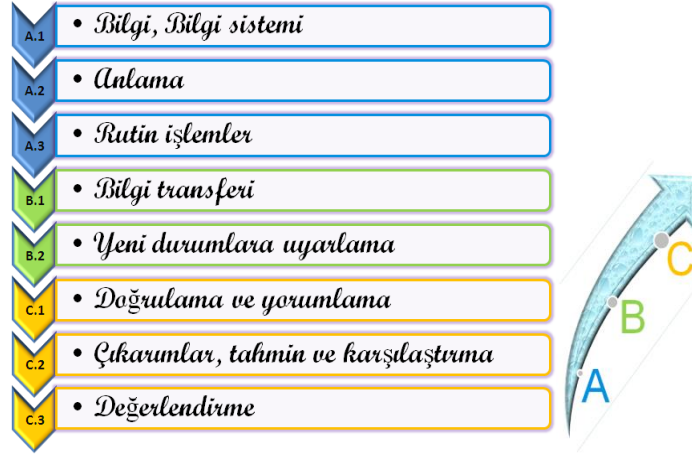 A.1 • Bilgi, Bilgi sistemi
A.2 • Anlama
A.3 • Rutin işlemler
B.1 • Bilgi transferi
B.2 • Yeni durumlara uyarlama
C.1 • Doğrulama ve yorumlama
C.2 • Çıkarımlar, tahmin ve karşılaştırma
C.3 • Değerlendirme
C
B
A